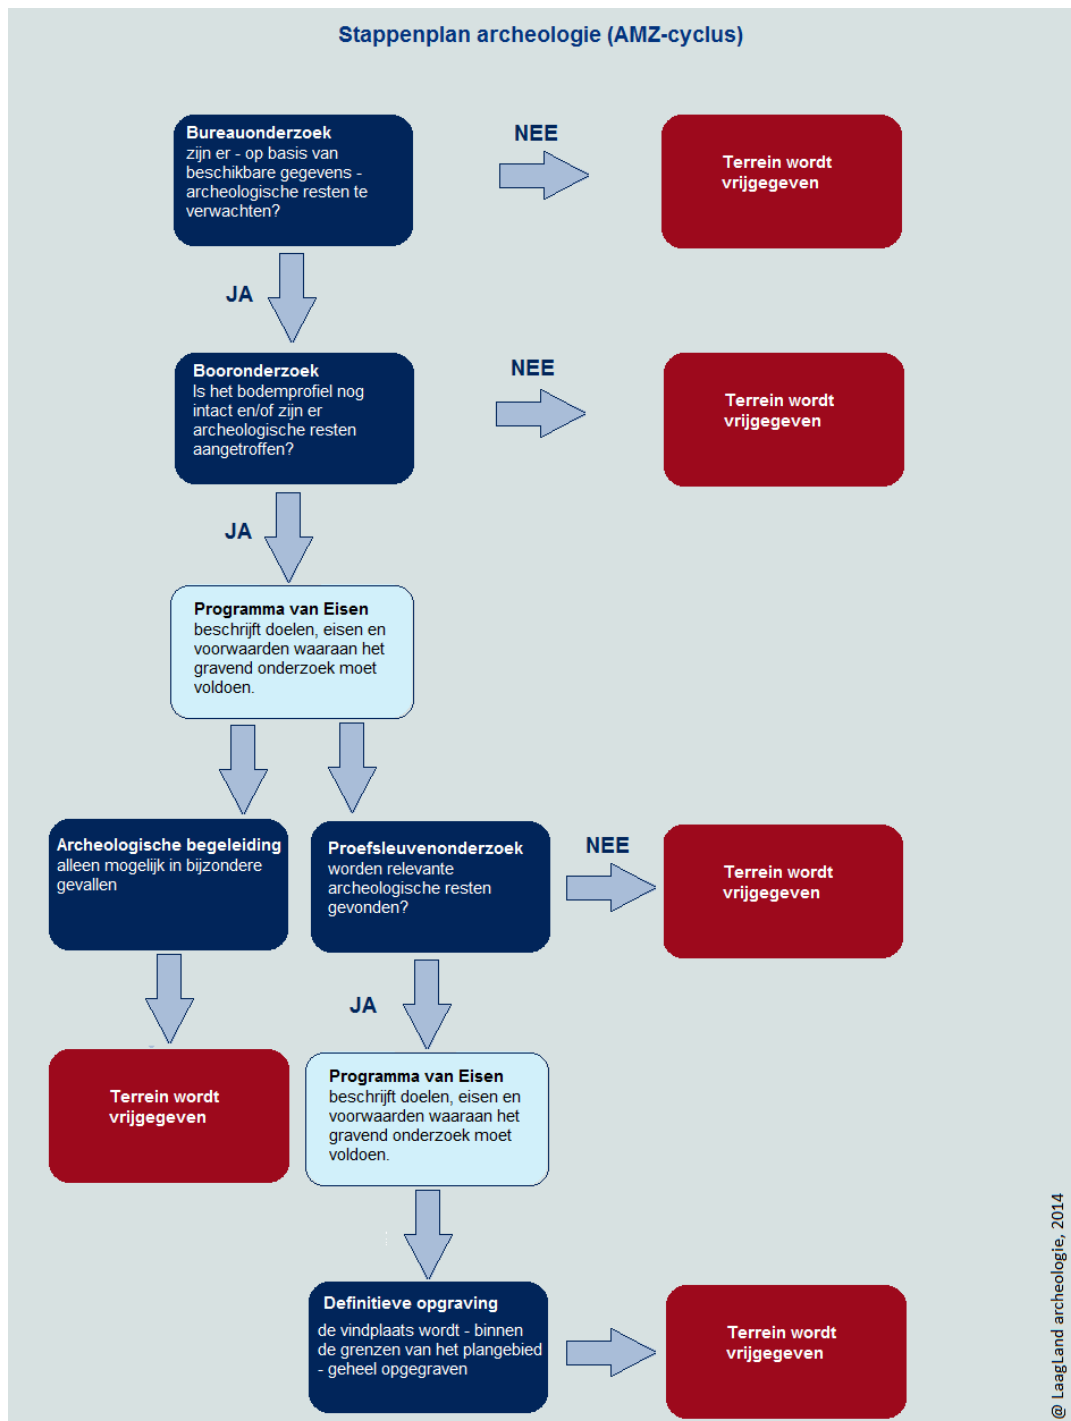 Stappenplan archeologie (AMZ-cyclus)
Bureauonderzoek
zijn er - op basis van
beschikbare gegevens -
archeologische resten te
verwachten?
NEE
Terrein wordt
vrijgegeven
JA
Booronderzoek
Is het bodemprofiel nog
intact en/of zijn er
archeologische resten
aangetroffen?
NEE
Terrein wordt
vrijgegeven
JA
Programma van Eisen
beschrijft doelen, eisen en
voorwaarden waaraan het
gravend onderzoek moet
voldoen.
Archeologische begeleiding
alleen mogelijk in bijzondere
gevallen
Proefsleuvenonderzoek
worden relevante
archeologische resten
gevonden?
NEE
Terrein wordt
vrijgegeven
JA
Terrein wordt
vrijgegeven
Programma van Eisen
beschrijft doelen, eisen en
voorwaarden waaraan het
gravend onderzoek moet
voldoen.
Definitieve opgraving
de vindplaats wordt - binnen
de grenzen van het plangebied
- geheel opgegraven
Terrein wordt
vrijgegeven
@ LaagLand archeologie, 2014